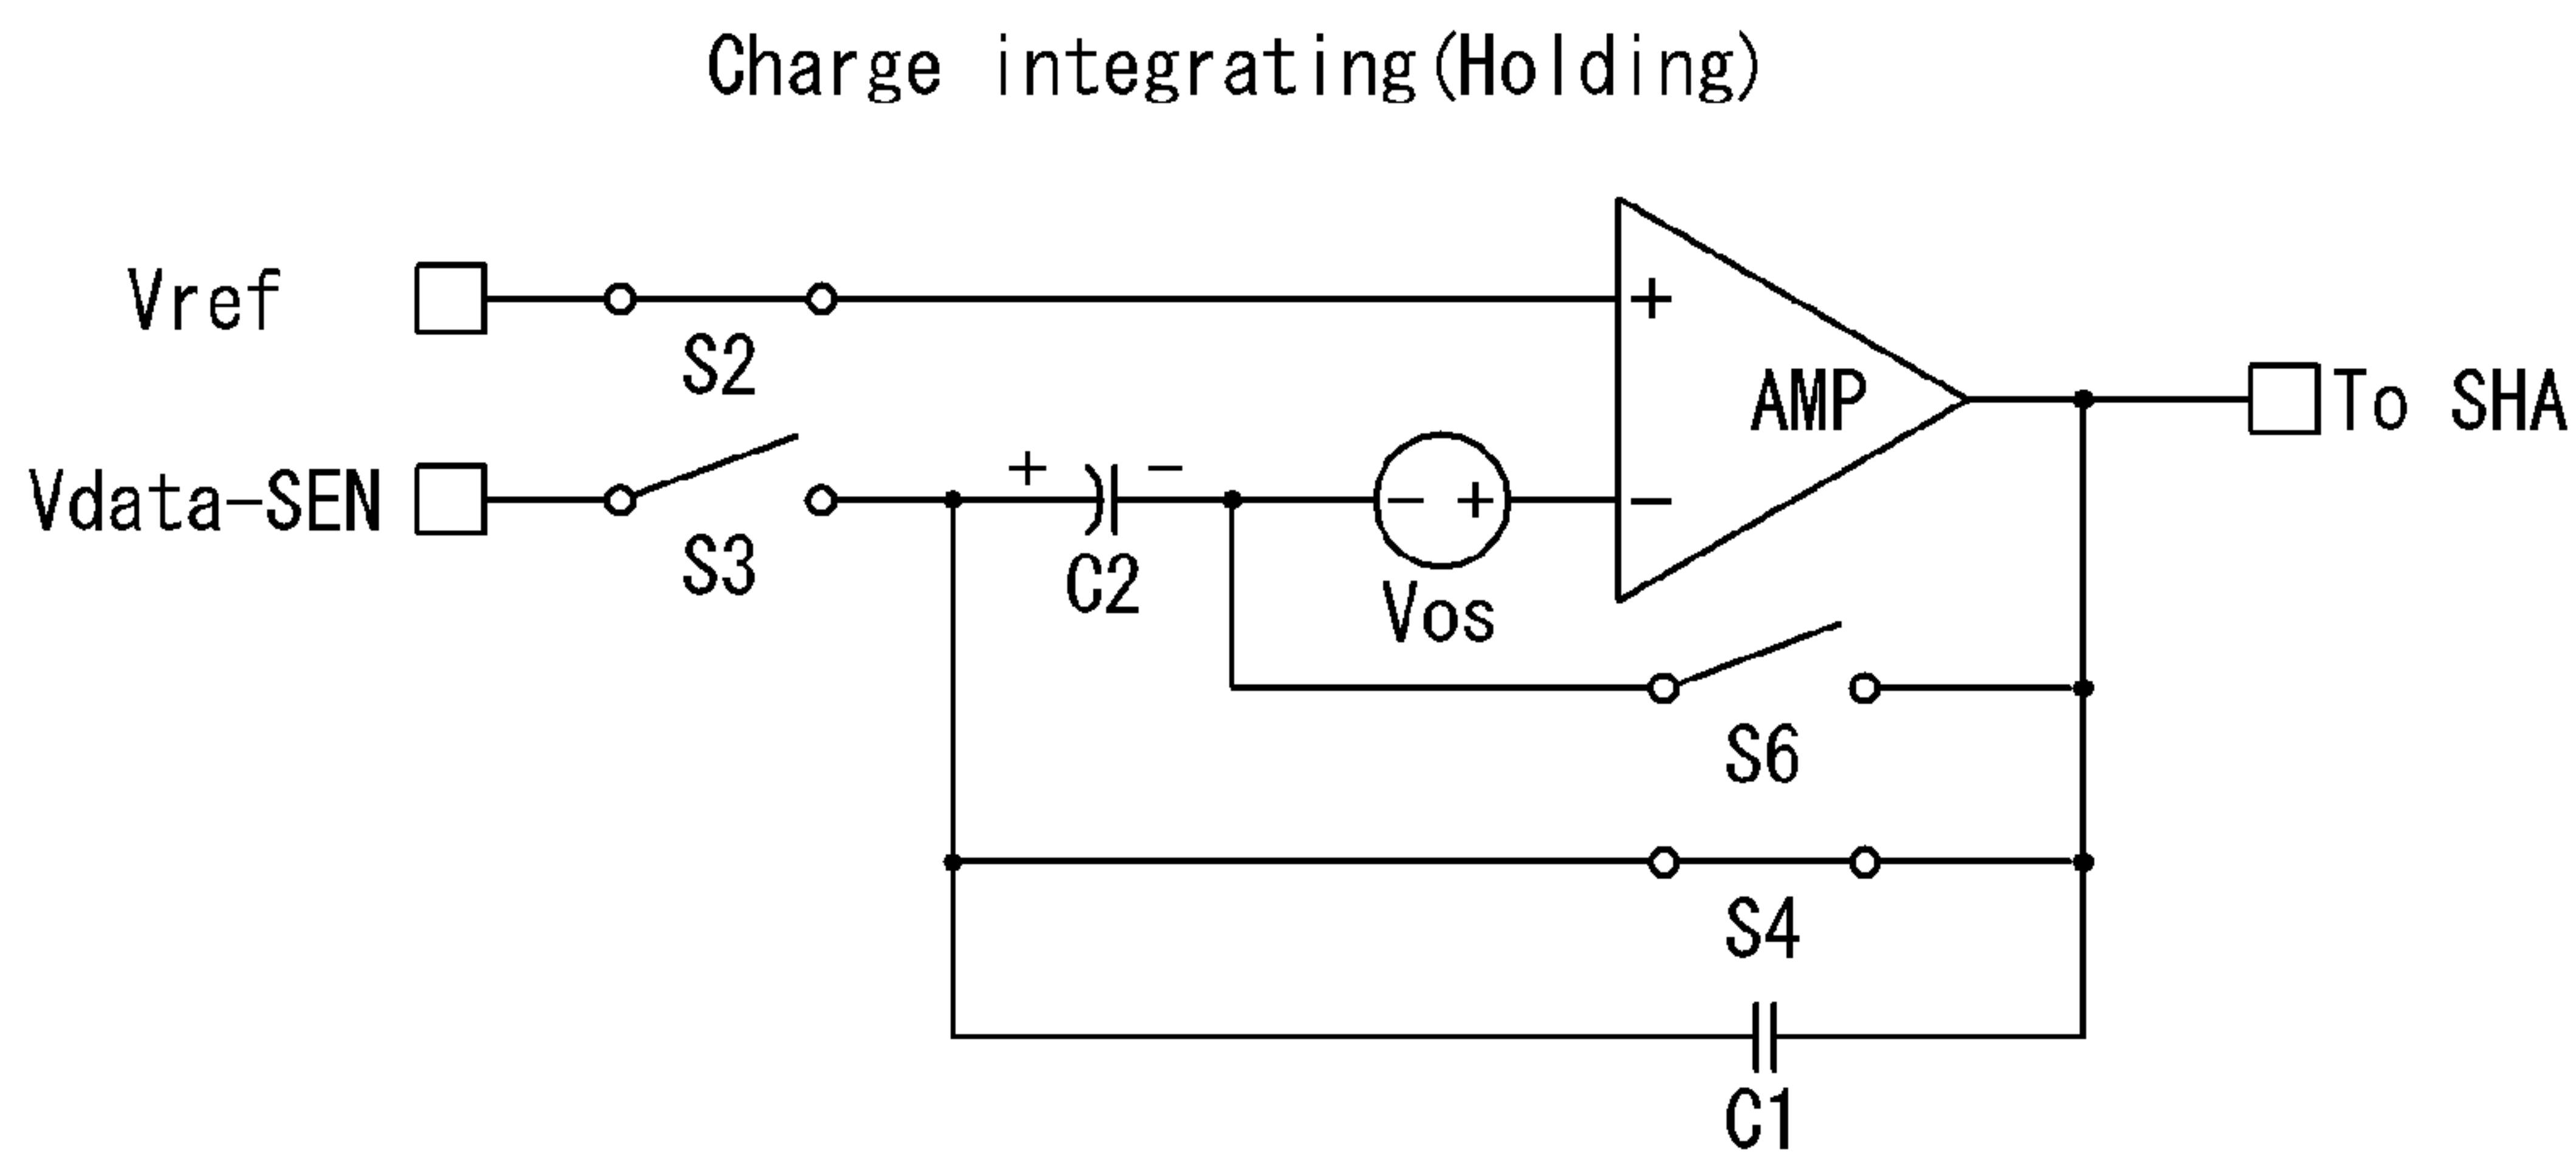 Charge integrating(Holding)
Vref
S2
+
AMP
To SHA
Vdata-SEN
S3
+ −
C2
− +
Vos
−
S6
S4
C1